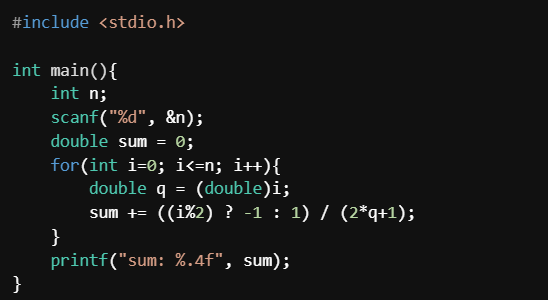 #include <stdio.h>

int main(){
    int n;
    scanf("%d", &n);
    double sum = 0;
    for(int i=0; i<=n; i++){
        double q = (double)i;
        sum += ((i%2) ? -1 : 1) / (2*q+1);
    }
    printf("sum: %.4f", sum);
}